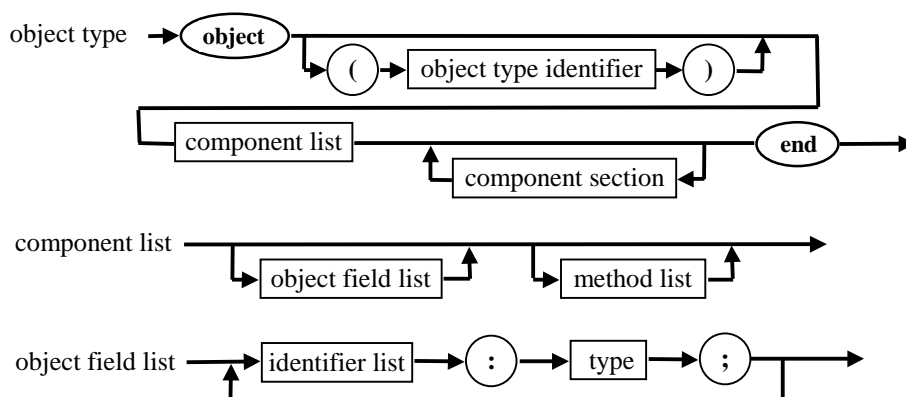 object type object
( object type identifier )
component list end
component section
component list
object field list method list
object field list identifier list : type ;